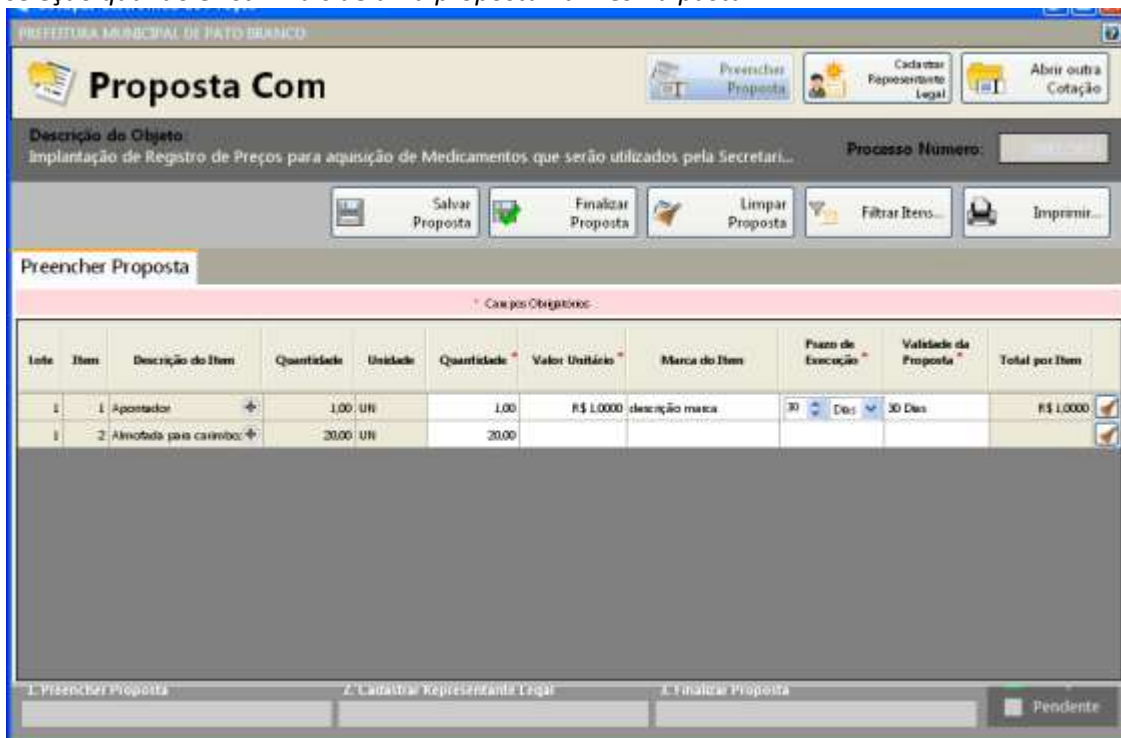 PREFEITURA MUNICIPAL DE PATO BRANCO
Proposta Com
Preencher
Proposta
Cadastrar
Representante
Legal
Abrir outra
Cotação
Descrição do Objeto:
Implantação de Registro de Preços para aquisição de Medicamentos que serão utilizados pela Secretari...
Processo Número:
Salvar
Proposta
Finalizar
Proposta
Limpar
Proposta
Filtrar Itens...
Imprimir...
Preencher Proposta
* Campos Obrigatórios
Lote Item Descrição do Item Quantidade Unidade Quantidade * Valor Unitário * Marca do Item Prazo de Execução * Validade da Proposta * Total por Item
1 1 Apontador + 1,00 UN 1,00 R$ 1,0000 descrição marca 30 Dias 30 Dias R$ 1,0000
1 2 Almofada para carimbo: + 20,00 UN 20,00
1. Preencher Proposta 2. Cadastrar Representante Legal 3. Finalizar Proposta
Pendente